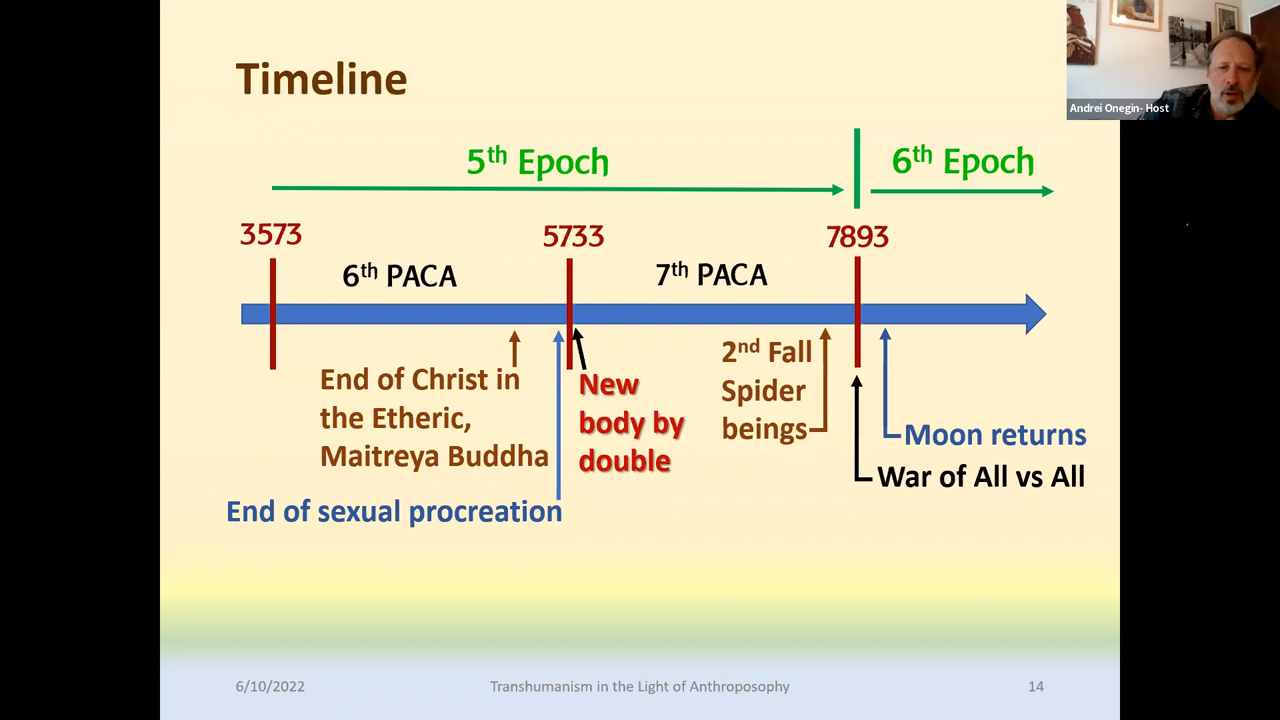 Timeline
Andrei Onegin- Host
5th Epoch
6th Epoch
3573
5733
7893
6th PACA
7th PACA
End of Christ in
the Etheric,
Maitreya Buddha
New
body by
double
2nd Fall
Spider
beings
Moon returns
War of All vs All
End of sexual procreation
6/10/2022
Transhumanism in the Light of Anthroposophy
14